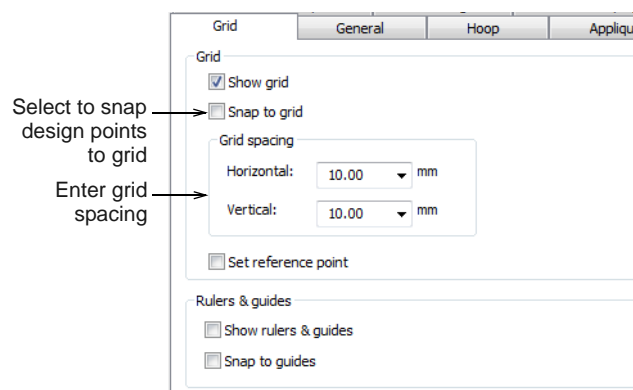 Grid General Hoop Appliqu
Grid
Show grid
Select to snap
design points
to grid
Snap to grid
Grid spacing
Horizontal: 10.00 mm
Enter grid
spacing
Vertical: 10.00 mm
Set reference point
Rulers & guides
Show rulers & guides
Snap to guides